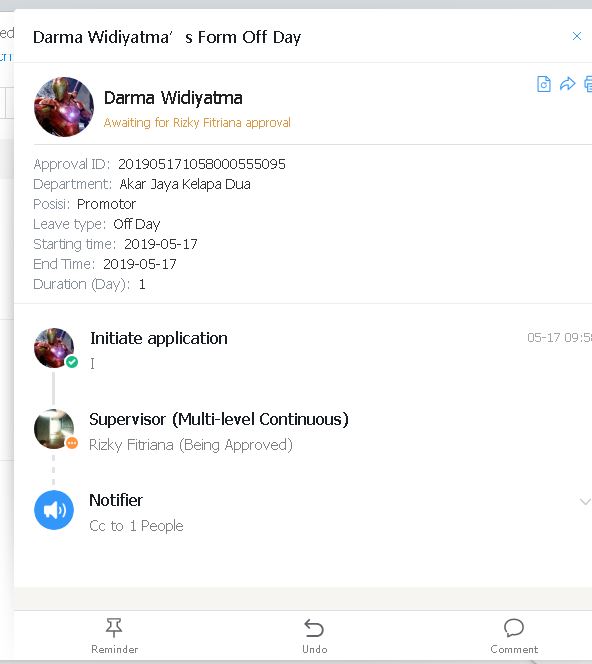 Darma Widiyatma’s Form Off Day
Darma Widiyatma
Awaiting for Rizky Fitriana approval
Approval ID: 201905171058000555095
Department: Akar Jaya Kelapa Dua
Posisi: Promotor
Leave type: Off Day
Starting time: 2019-05-17
End Time: 2019-05-17
Duration (Day): 1
Initiate application
05-17 09:58
I
Supervisor (Multi-level Continuous)
Rizky Fitriana (Being Approved)
Notifier
Cc to 1 People
Reminder
Undo
Comment